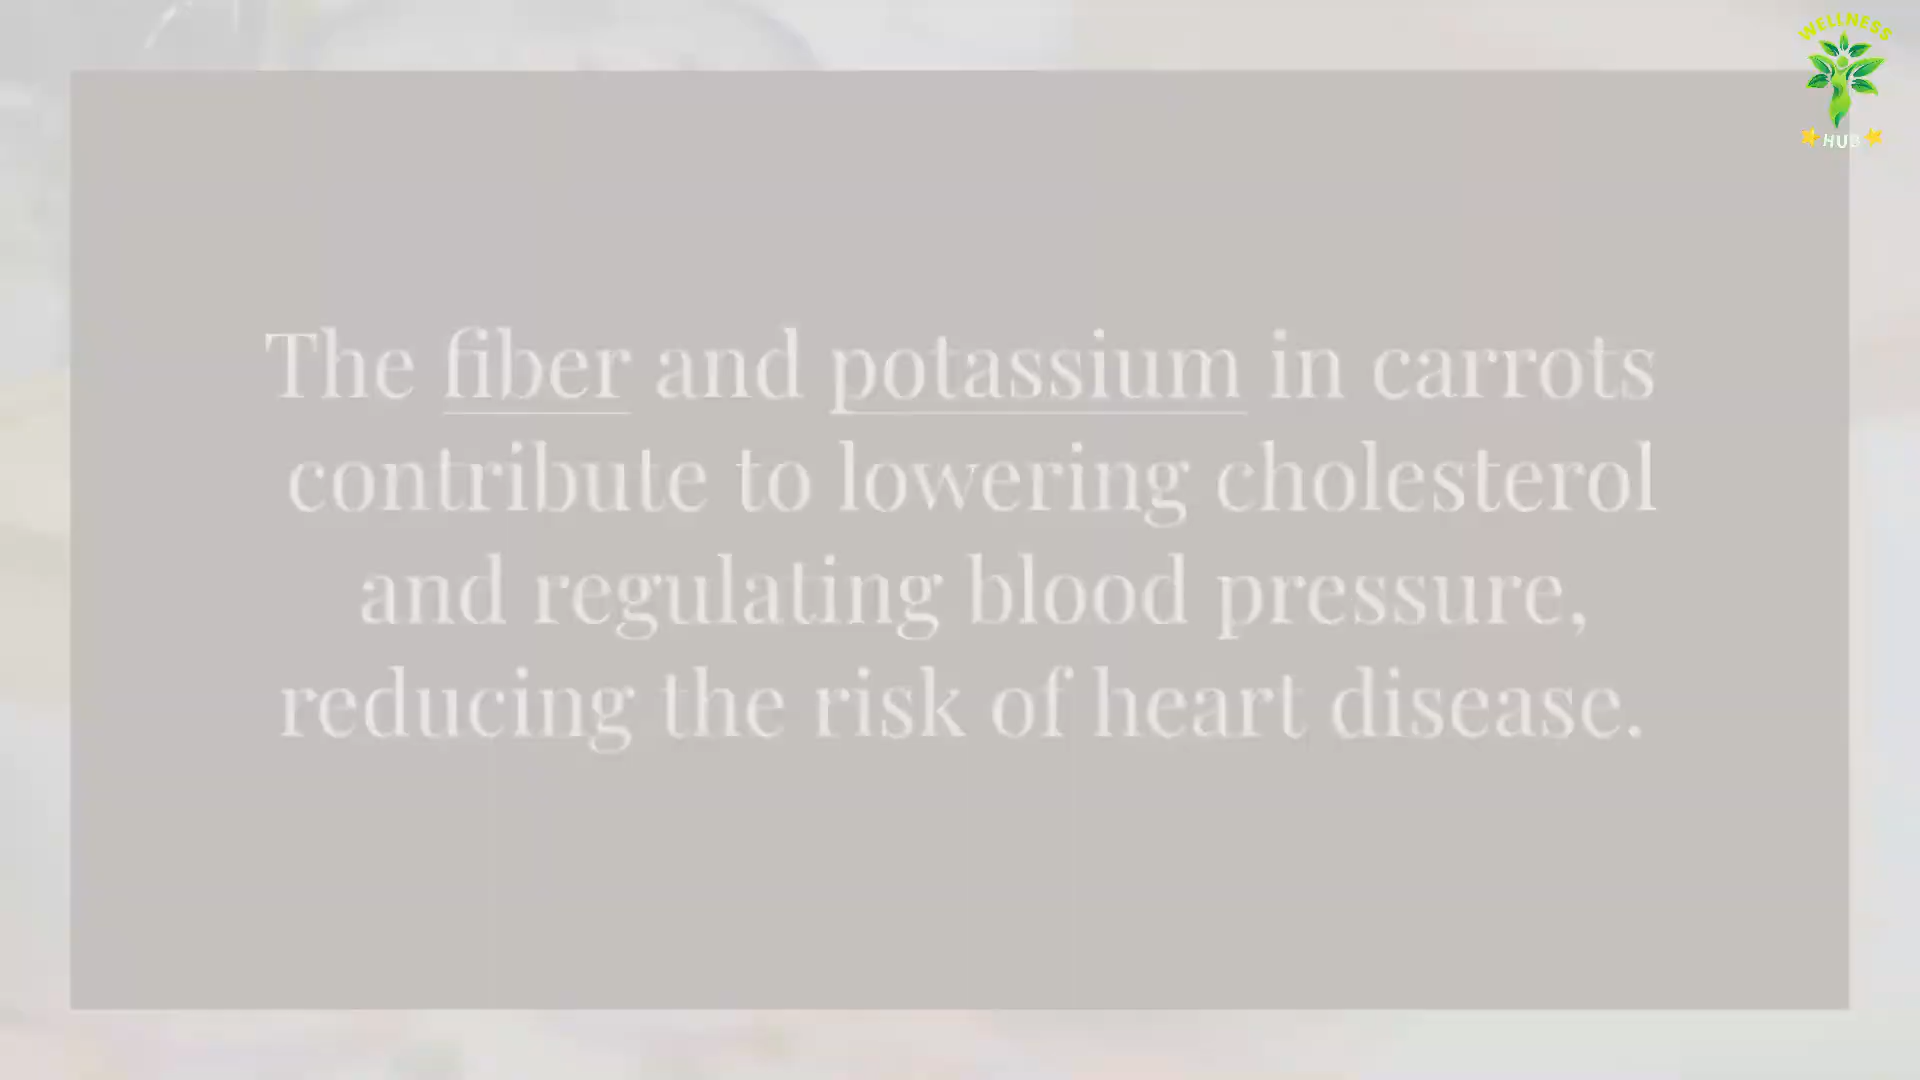 WELLNESS
HUB
The fiber and potassium in carrots
contribute to lowering cholesterol
and regulating blood pressure,
reducing the risk of heart disease.